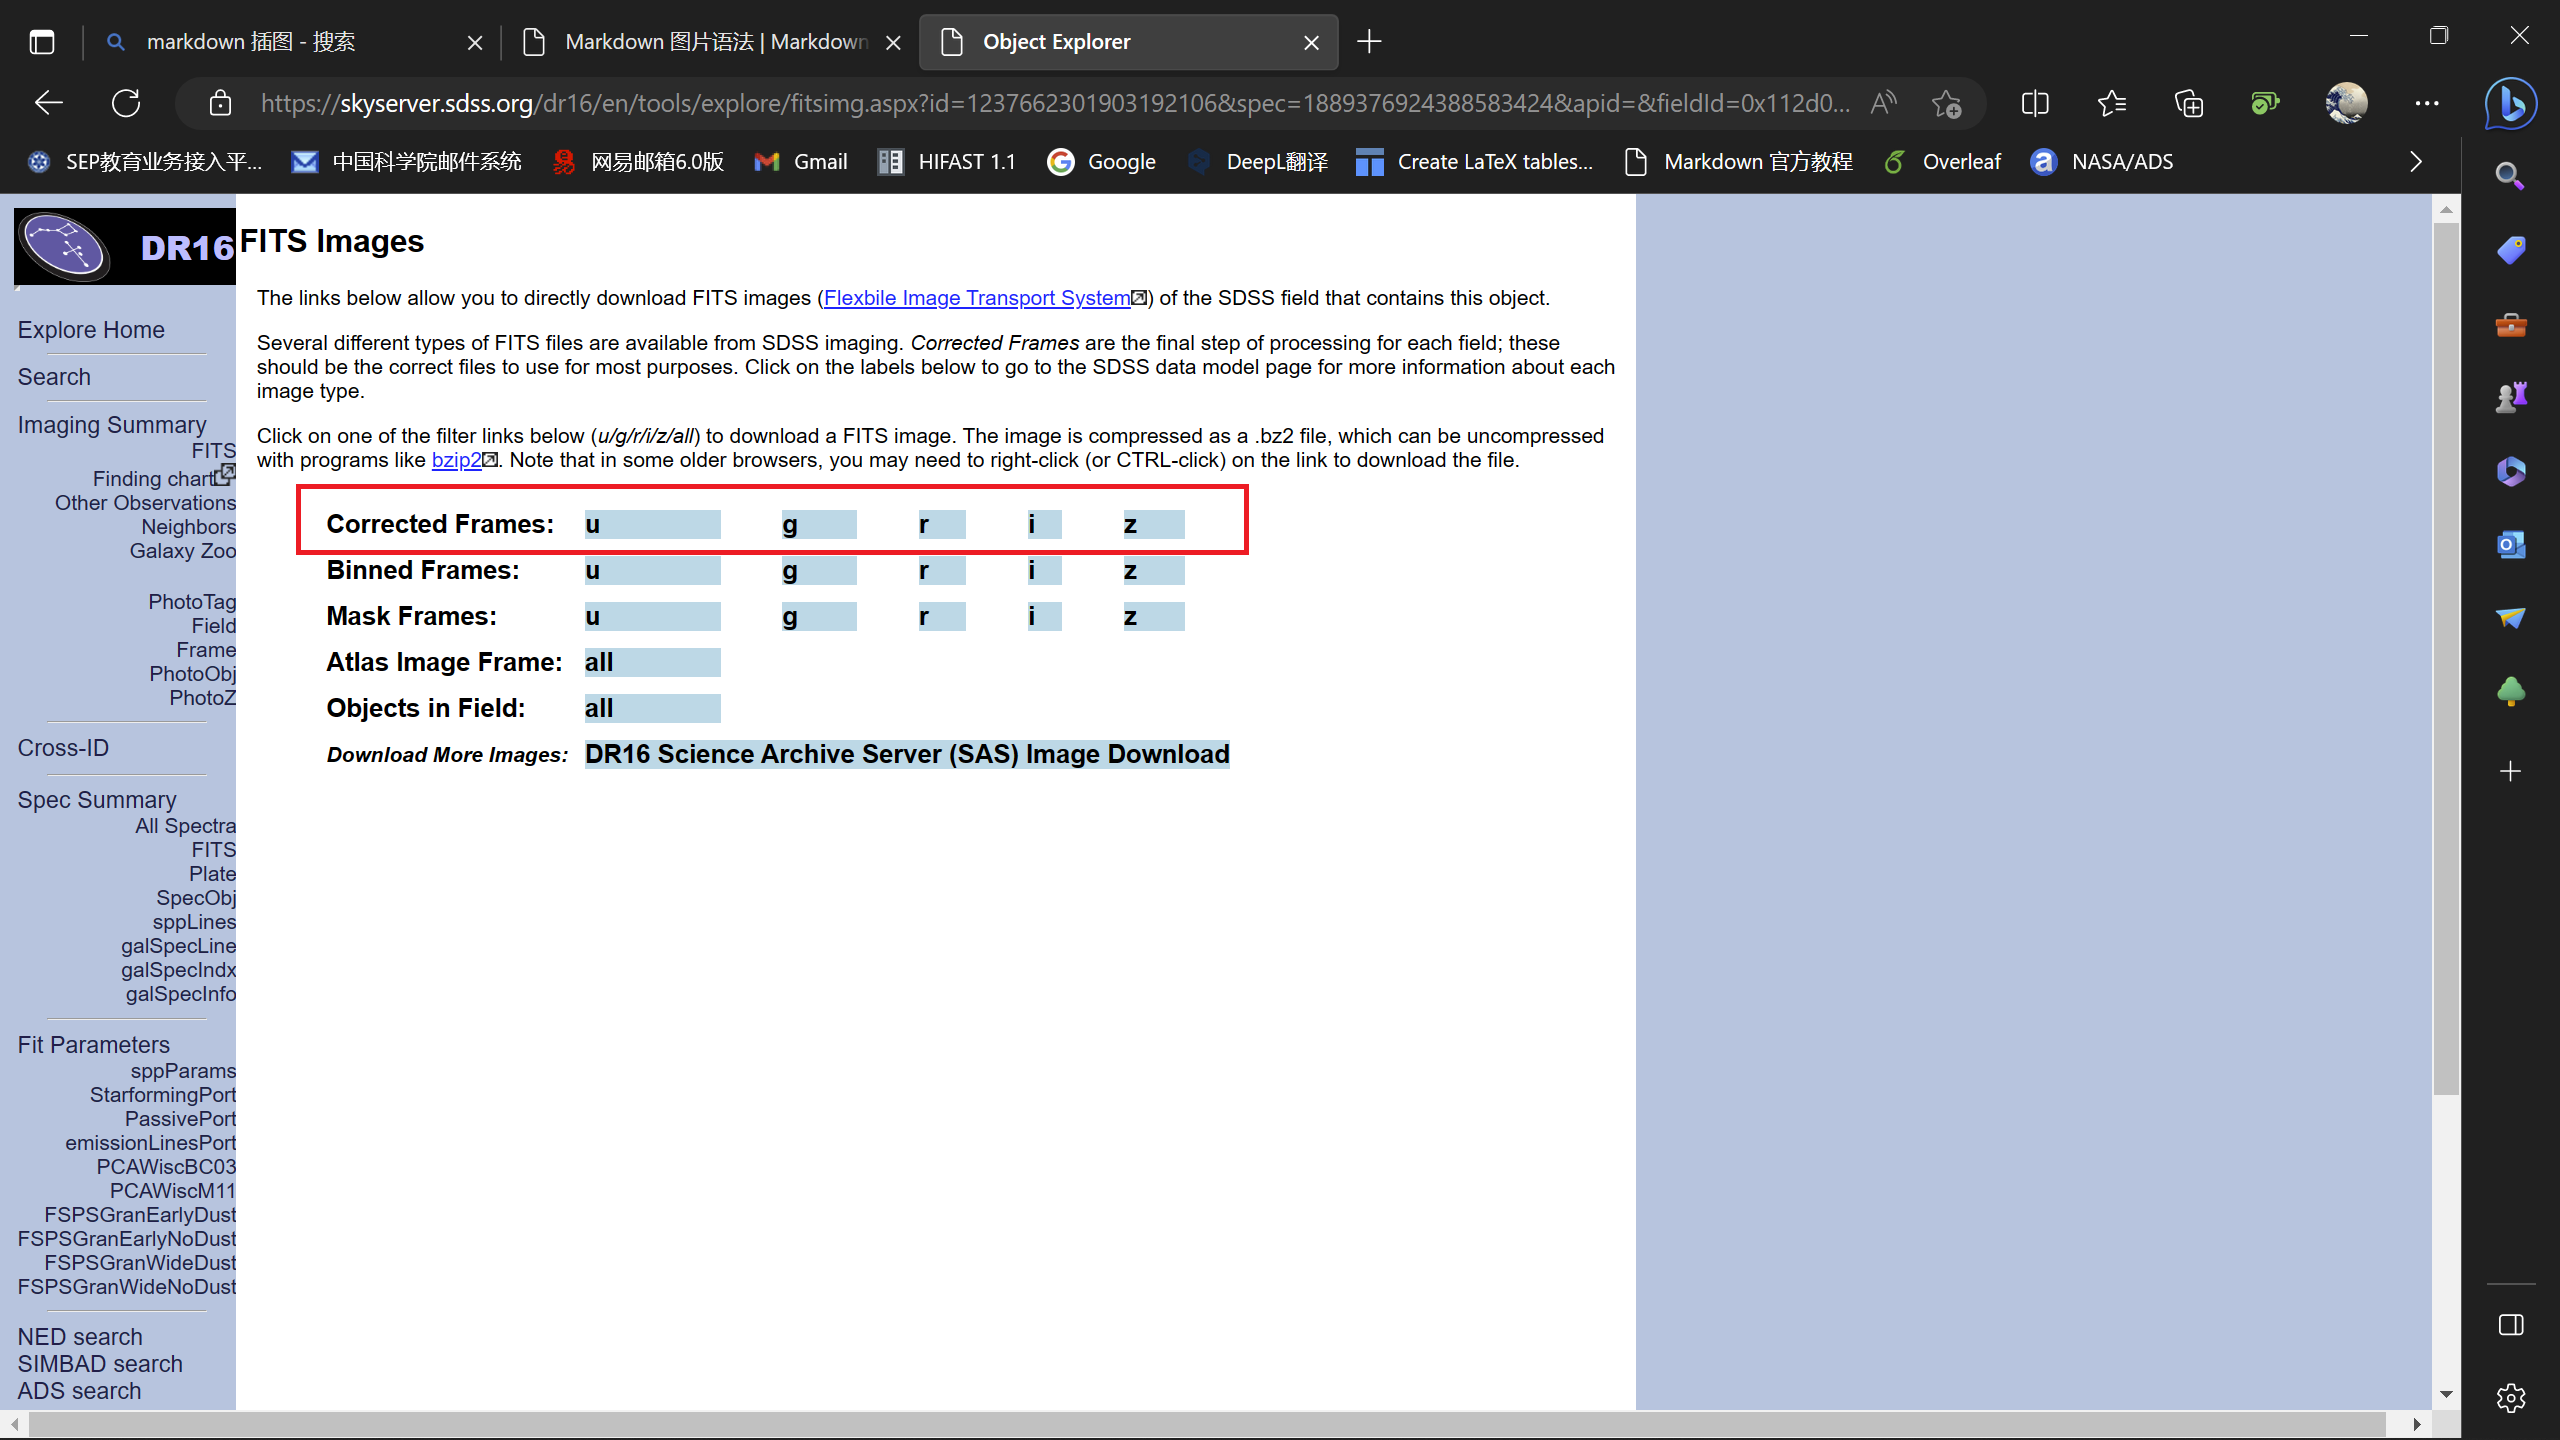 markdown 插图 - 搜索
Markdown 图片语法 | Markdown
Object Explorer
https://skyserver.sdss.org/dr16/en/tools/explore/fitsimg.aspx?id=1237662301903192106&spec=1889376924388583424&apid=&fieldId=0x112d0...
SEP教育业务接入平...
中国科学院邮件系统
网易邮箱6.0版
Gmail
HIFAST 1.1
Google
DeepL翻译
Create LaTeX tables...
Markdown 官方教程
Overleaf
NASA/ADS
DR16
Explore Home
Search
Imaging Summary
FITS
Finding chart
Other Observations
Neighbors
Galaxy Zoo
PhotoTag
Field
Frame
PhotoObj
PhotoZ
Cross-ID
Spec Summary
All Spectra
FITS
Plate
SpecObj
sppLines
galSpecLine
galSpecIndx
galSpecInfo
Fit Parameters
sppParams
StarformingPort
PassivePort
emissionLinesPort
PCAWiscBC03
PCAWiscM11
FSPSGranEarlyDust
FSPSGranEarlyNoDust
FSPSGranWideDust
FSPSGranWideNoDust
NED search
SIMBAD search
ADS search
FITS Images
The links below allow you to directly download FITS images (Flexbile Image Transport System) of the SDSS field that contains this object.
Several different types of FITS files are available from SDSS imaging. Corrected Frames are the final step of processing for each field; these
should be the correct files to use for most purposes. Click on the labels below to go to the SDSS data model page for more information about each
image type.
Click on one of the filter links below (u/g/r/i/z/all) to download a FITS image. The image is compressed as a .bz2 file, which can be uncompressed
with programs like bzip2. Note that in some older browsers, you may need to right-click (or CTRL-click) on the link to download the file.
Corrected Frames: u g r i z
Binned Frames: u g r i z
Mask Frames: u g r i z
Atlas Image Frame: all
Objects in Field: all
Download More Images: DR16 Science Archive Server (SAS) Image Download